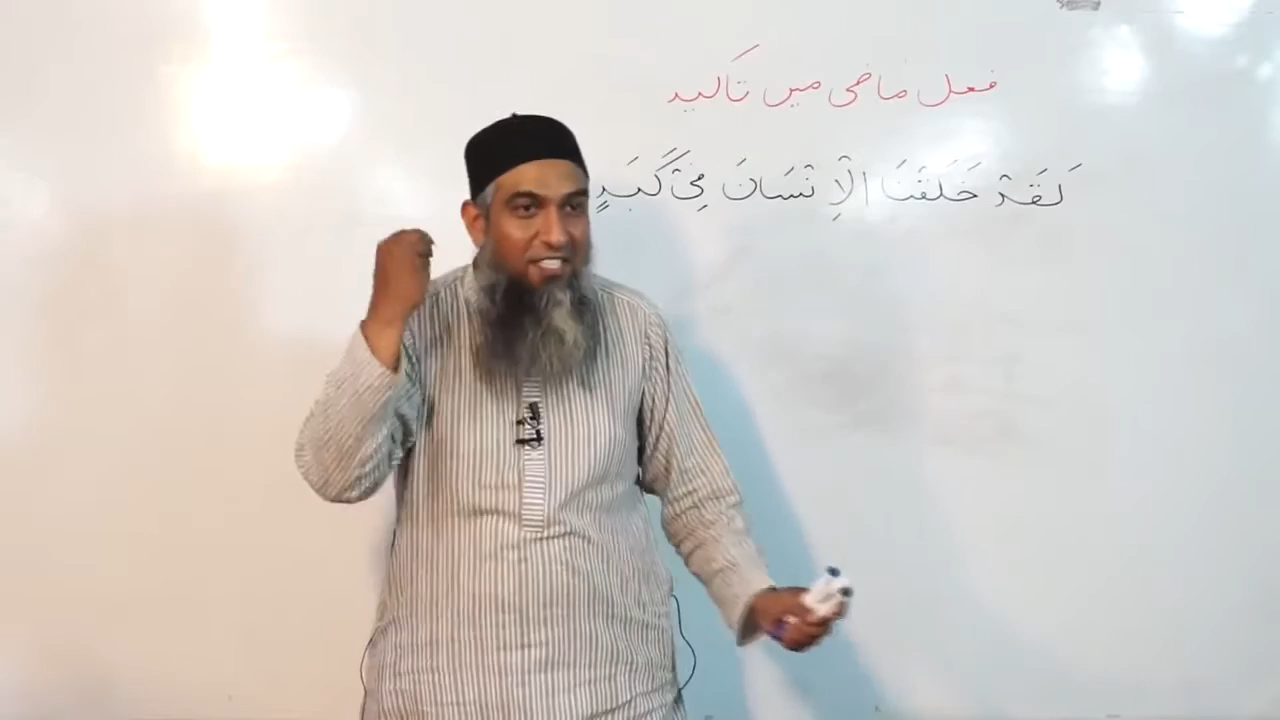 فعل ماضی میں تاکید
لَقَدْ خَلَقْنَا الْاِنْسَانَ فِیْ کَبَدٍ